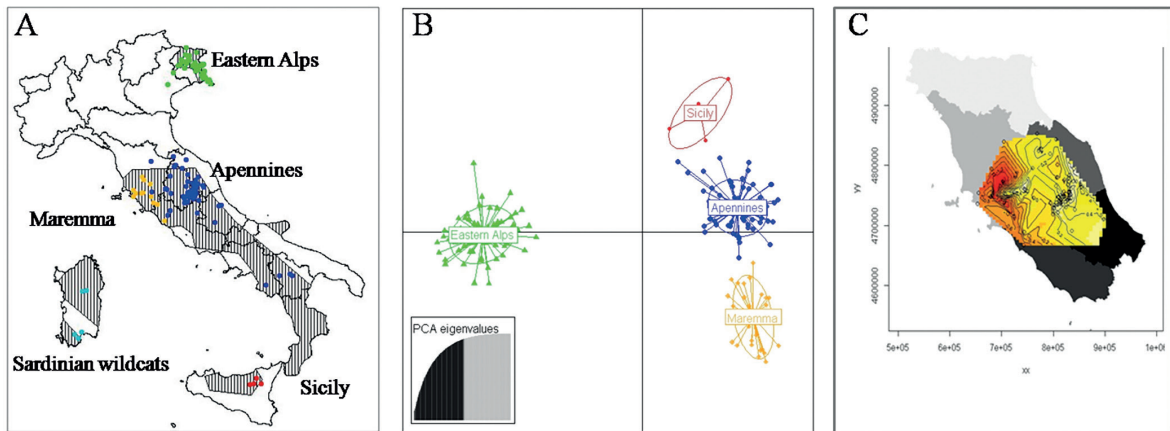 A
Eastern Alps
Apennines
Maremma
Sardinian wildcats
Sicily
B
Sicily
Apennines
Eastern Alps
Maremma
PCA eigenvalues
C
yy
4900000
4800000
4700000
4600000
5e+05
6e+05
7e+05
8e+05
9e+05
xx